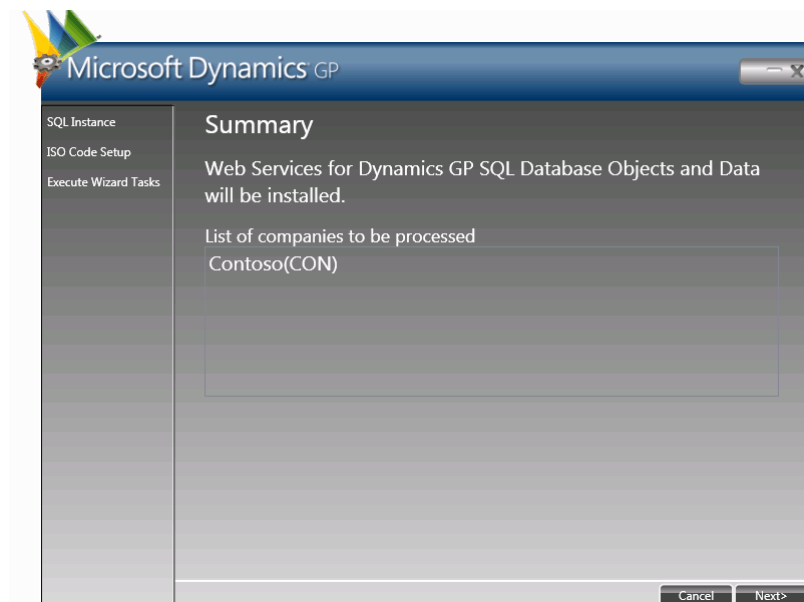 Microsoft Dynamics GP
SQL Instance
ISO Code Setup
Execute Wizard Tasks
Summary
Web Services for Dynamics GP SQL Database Objects and Data
will be installed.
List of companies to be processed
Contoso(CON)
Cancel
Next>